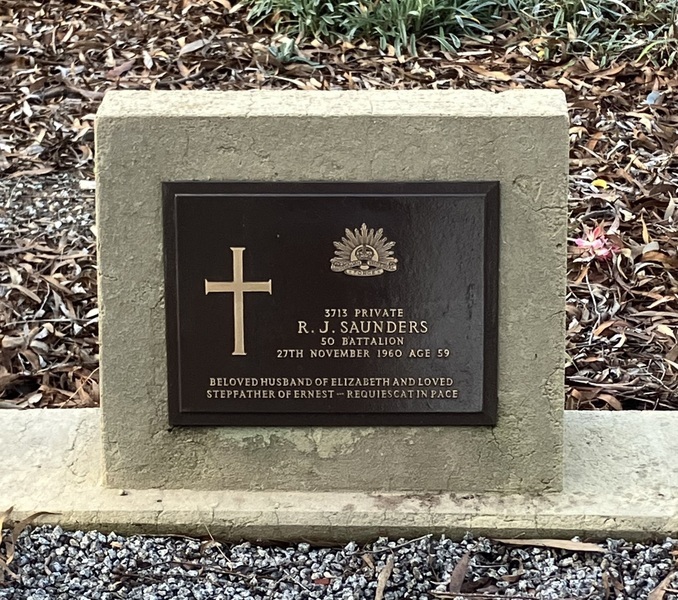 3713 PRIVATE
R. J. SAUNDERS
50 BATTALION
27TH NOVEMBER 1960 AGE 59
BELOVED HUSBAND OF ELIZABETH AND LOVED
STEPFATHER OF ERNEST — REQUIESCAT IN PACE